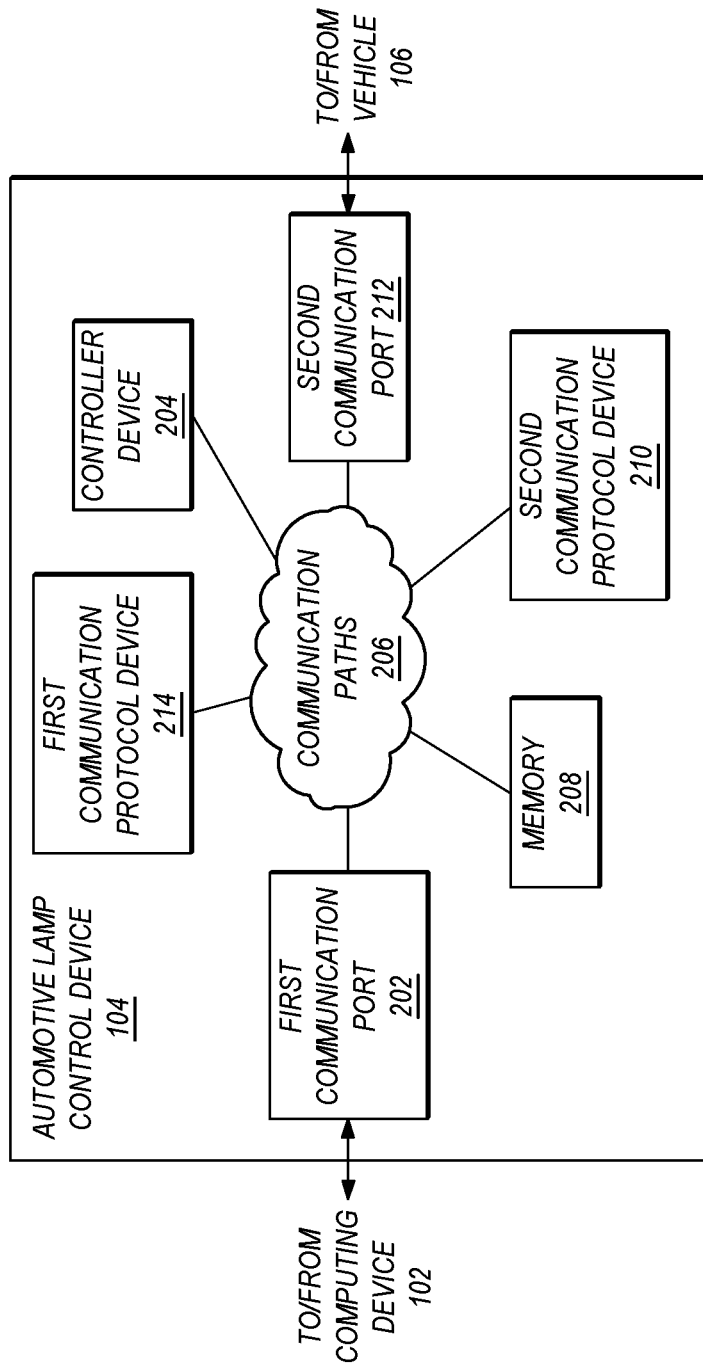 AUTOMOTIVE LAMP
CONTROL DEVICE
104
FIRST
COMMUNICATION
PROTOCOL DEVICE
214
CONTROLLER
DEVICE
204
TO/FROM
COMPUTING
DEVICE
102
FIRST
COMMUNICATION
PORT
202
COMMUNICATION
PATHS
206
SECOND
COMMUNICATION
PORT 212
TO/FROM
VEHICLE
106
MEMORY
208
SECOND
COMMUNICATION
PROTOCOL DEVICE
210